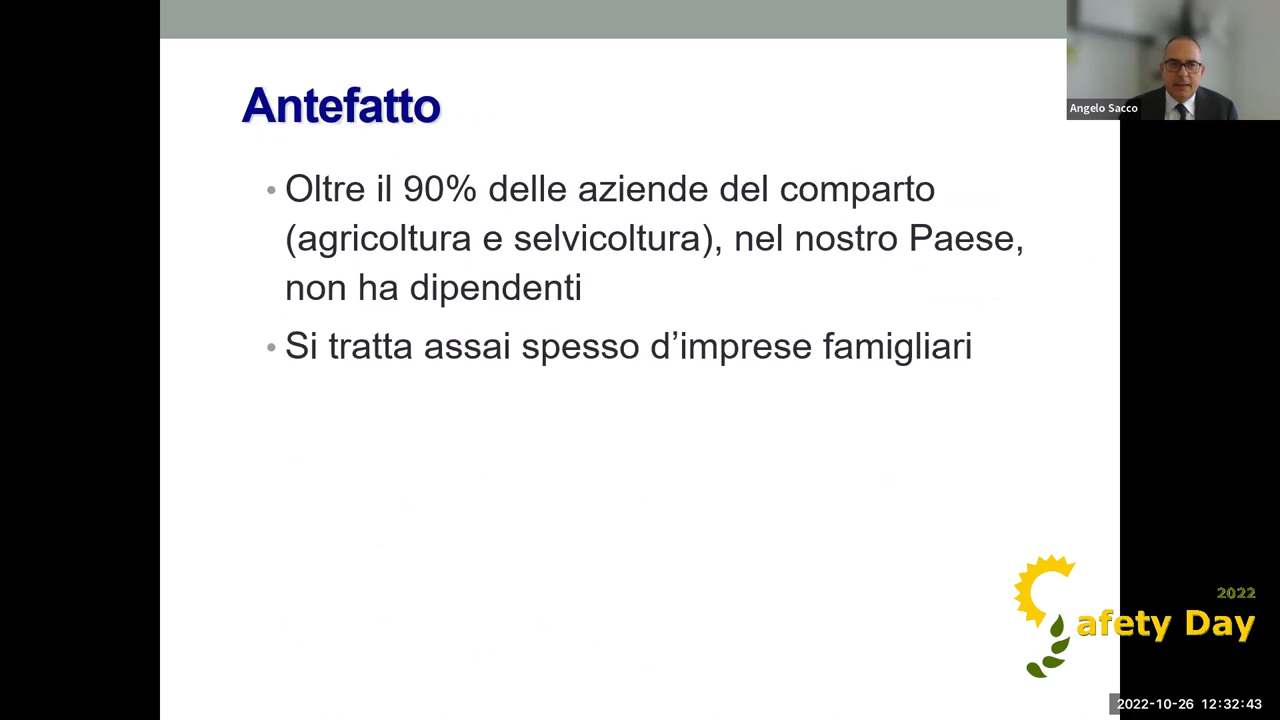 Antefatto
• Oltre il 90% delle aziende del comparto
(agricoltura e selvicoltura), nel nostro Paese,
non ha dipendenti
• Si tratta assai spesso d’imprese famigliari
Angelo Sacco
2022
afety Day
2022-10-26 12:32:43